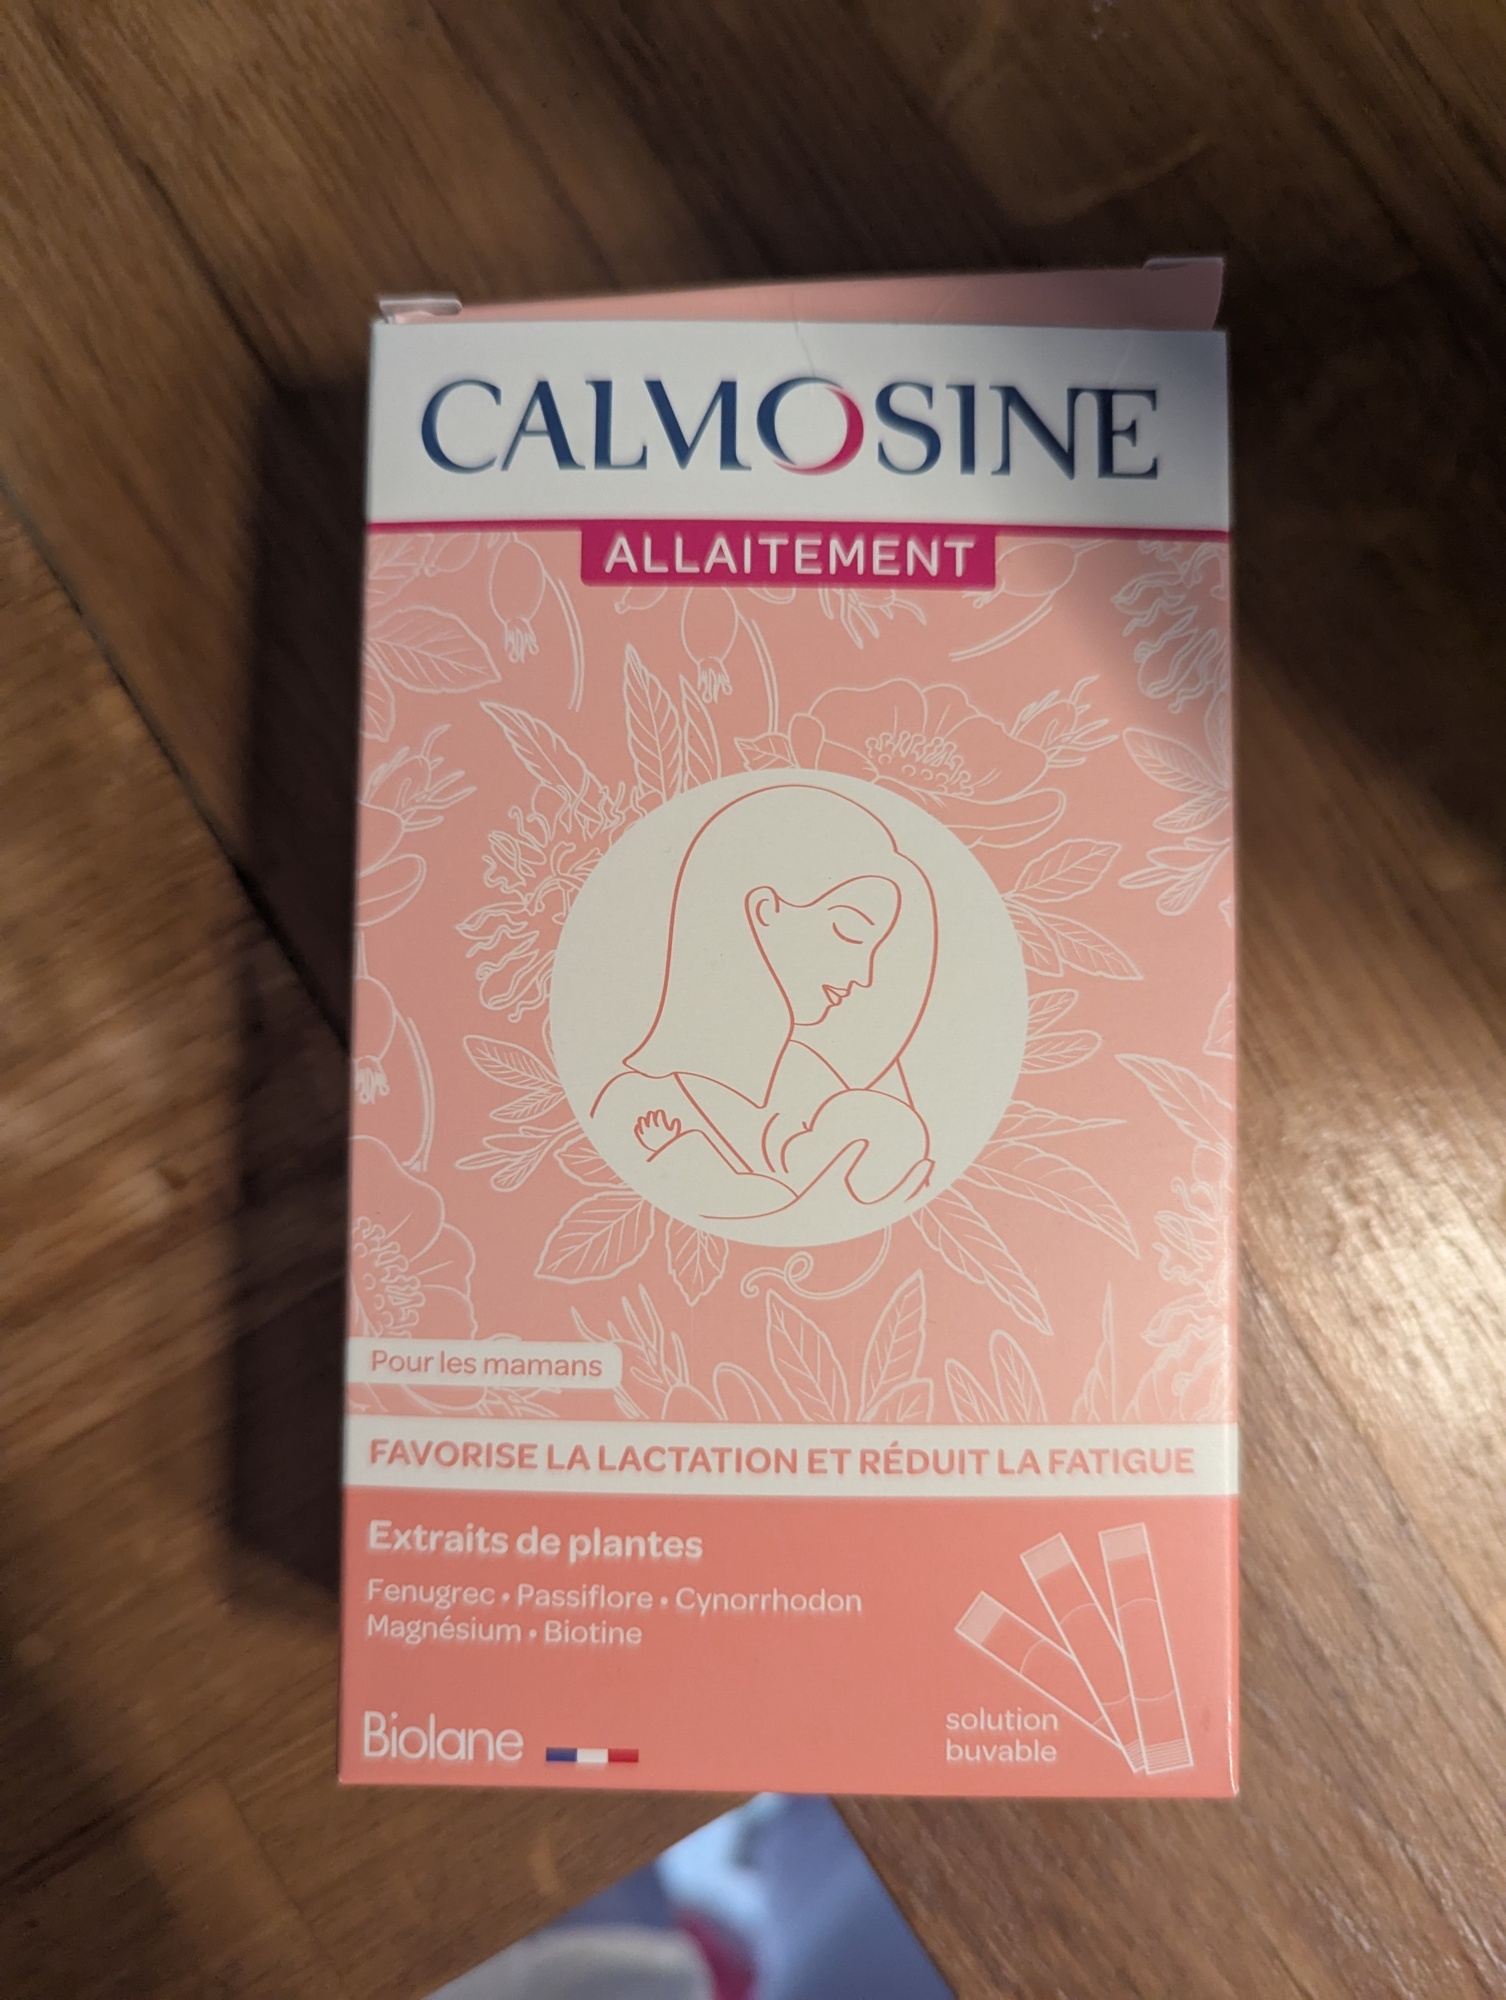 CALMOSINE
ALLAITEMENT
Pour les mamans
FAVORISE LA LACTATION ET RÉDUIT LA FATIGUE
Extraits de plantes
Fenugrec • Passiflore • Cynorrhodon
Magnésium • Biotine
Biolane
solution
buvable